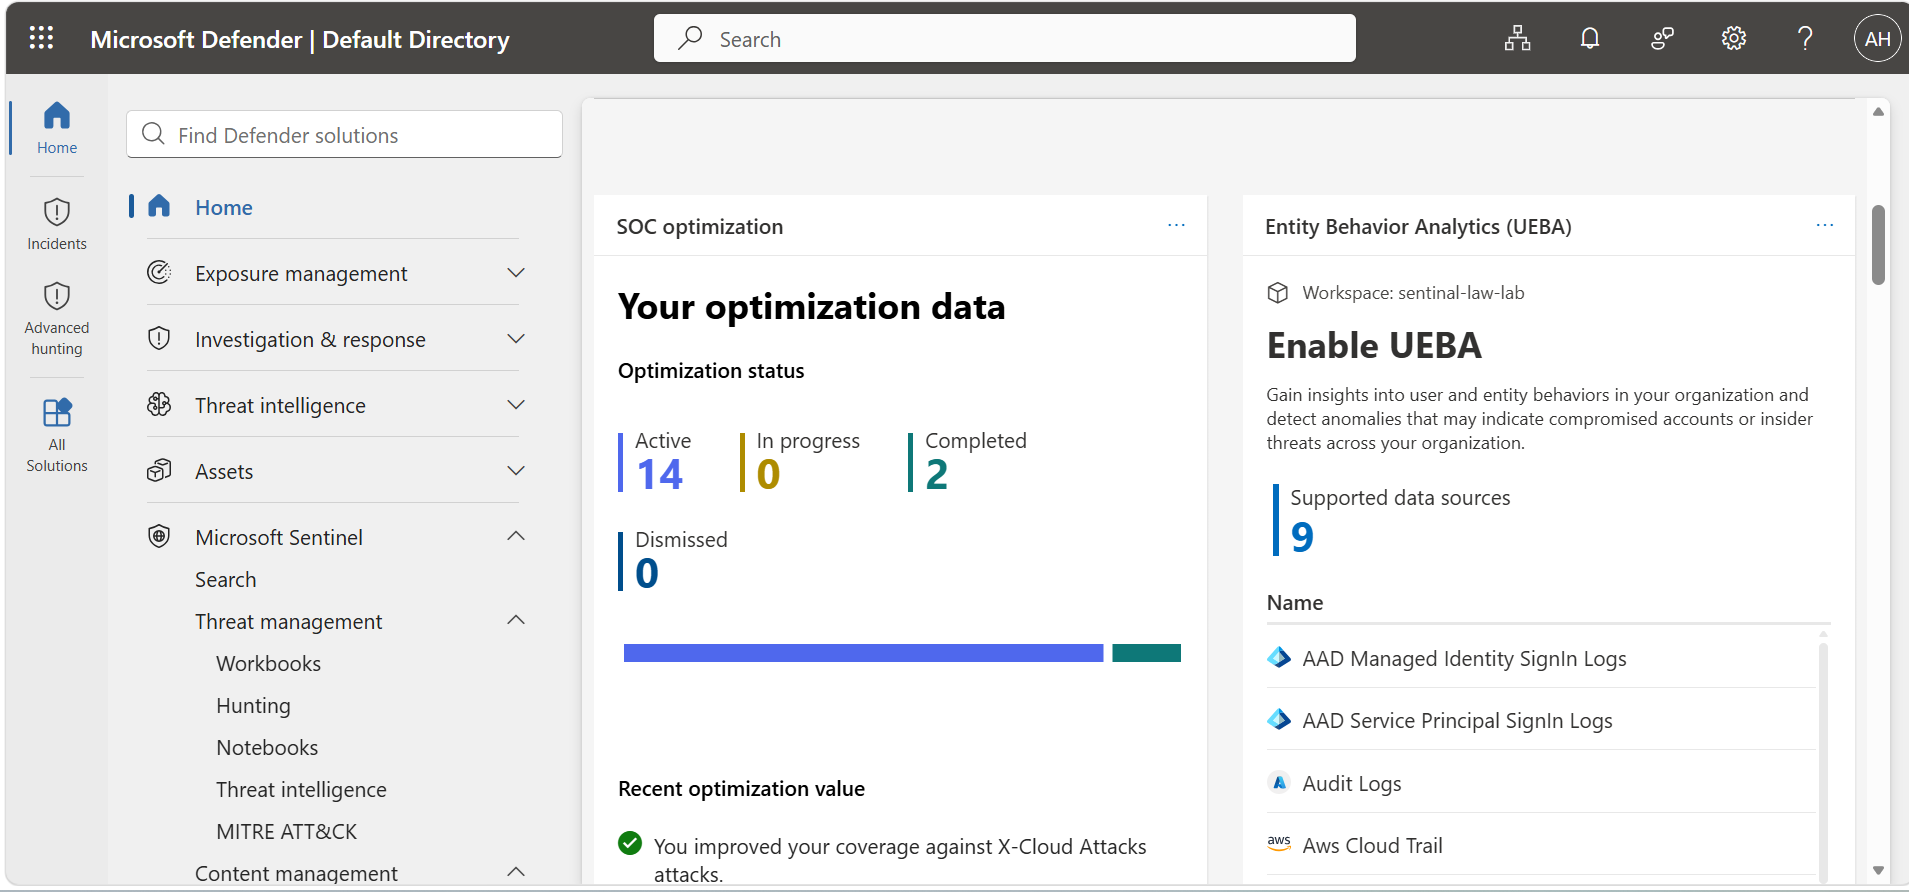 Microsoft Defender | Default Directory
Search
AH
Home
Incidents
Advanced
hunting
All
Solutions
Find Defender solutions
Home
Exposure management
Investigation & response
Threat intelligence
Assets
Microsoft Sentinel
Search
Threat management
Workbooks
Hunting
Notebooks
Threat intelligence
MITRE ATT&CK
Content management
SOC optimization
Your optimization data
Optimization status
Active
14
In progress
0
Completed
2
Dismissed
0
Recent optimization value
You improved your coverage against X-Cloud Attacks
attacks.
Entity Behavior Analytics (UEBA)
Workspace: sentinal-law-lab
Enable UEBA
Gain insights into user and entity behaviors in your organization and
detect anomalies that may indicate compromised accounts or insider
threats across your organization.
Supported data sources
9
Name
AAD Managed Identity SignIn Logs
AAD Service Principal SignIn Logs
Audit Logs
aws Aws Cloud Trail